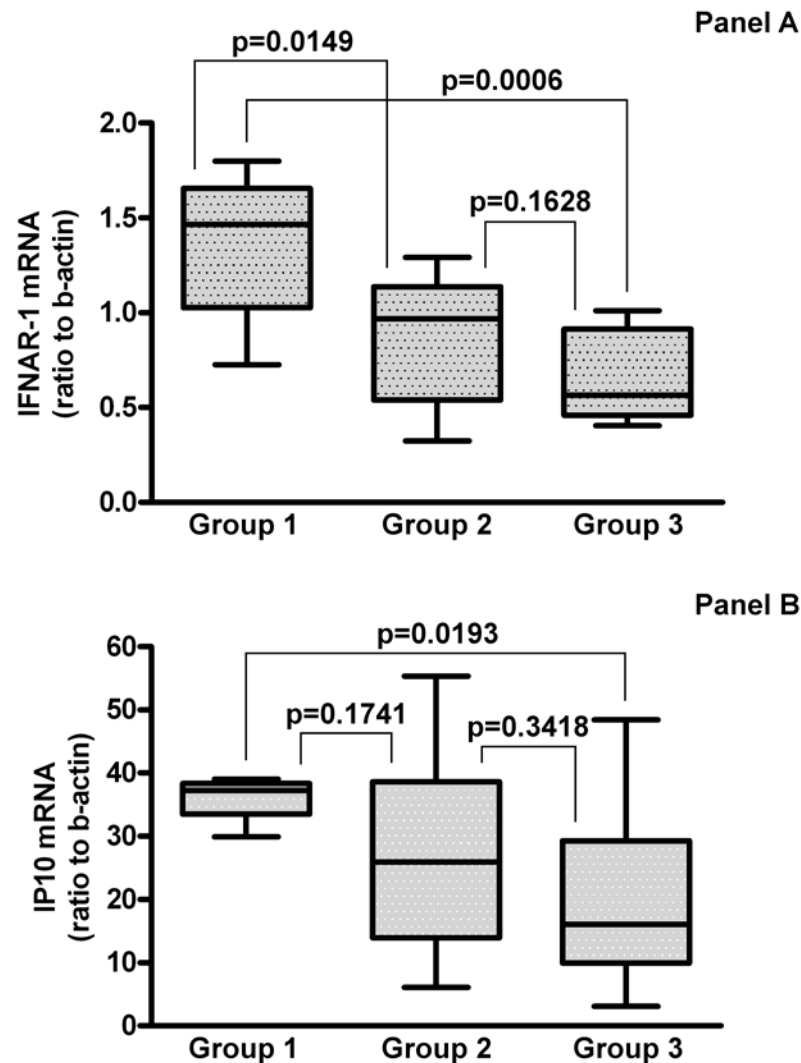 Panel A
p=0.0149
p=0.0006
p=0.1628
IFNAR-1 mRNA
(ratio to b-actin)
2.0
1.5
1.0
0.5
0.0
Group 1 Group 2 Group 3
Panel B
p=0.0193
p=0.1741
p=0.3418
IP10 mRNA
(ratio to b-actin)
60
50
40
30
20
10
0
Group 1 Group 2 Group 3